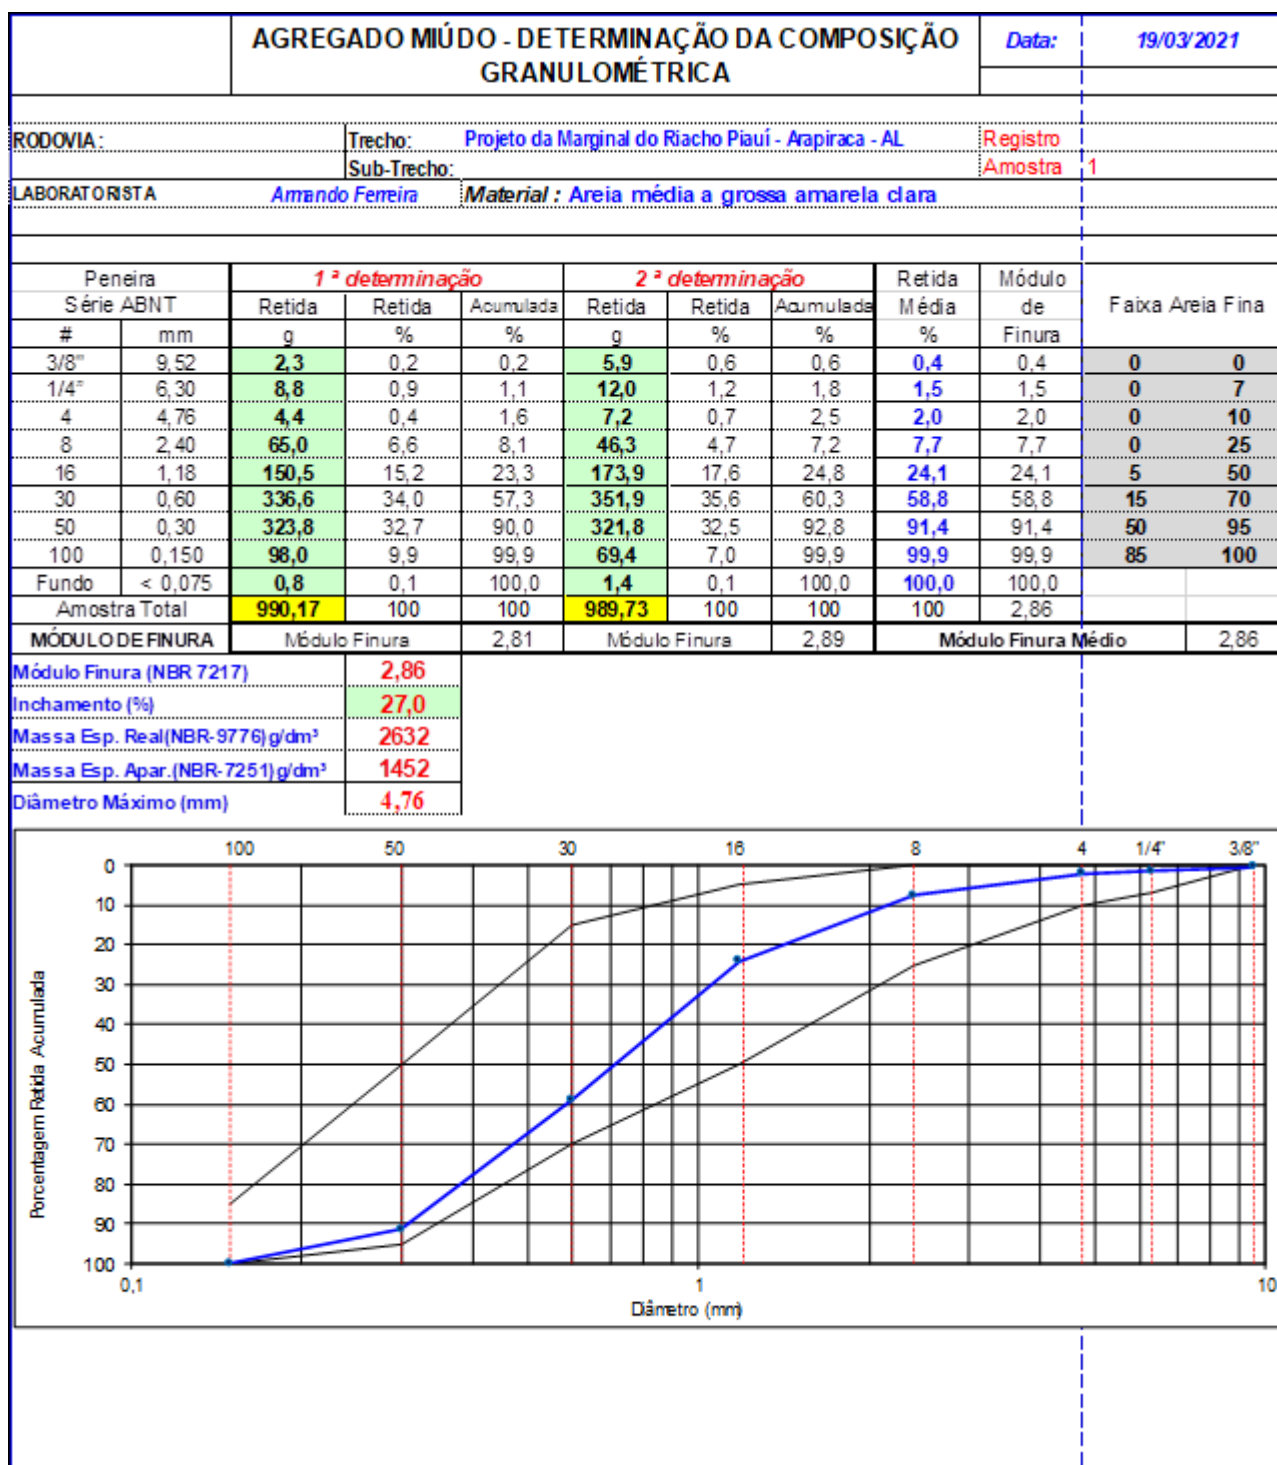 AGREGADO MIÚDO - DETERMINAÇÃO DA COMPOSIÇÃO GRANULOMÉTRICA
Data: 19/03/2021
RODOVIA: Trecho: Projeto da Marginal do Riacho Piauí - Arapiraca - AL Registro
Sub-Trecho: Amostra 1
LABORATORISTA Armando Ferreira Material : Areia média a grossa amarela clara
Peneira 1 ª determinação 2 ª determinação Retida Módulo
Série ABNT Retida Retida Acumulada Retida Retida Acumulada Média de Faixa Areia Fina
# mm g % % g % % % Finura
3/8" 9,52 2,3 0,2 0,2 5,9 0,6 0,6 0,4 0,4 0 0
1/4" 6,30 8,8 0,9 1,1 12,0 1,2 1,8 1,5 1,5 0 7
4 4,76 4,4 0,4 1,6 7,2 0,7 2,5 2,0 2,0 0 10
8 2,40 65,0 6,6 8,1 46,3 4,7 7,2 7,7 7,7 0 25
16 1,18 150,5 15,2 23,3 173,9 17,6 24,8 24,1 24,1 5 50
30 0,60 336,6 34,0 57,3 351,9 35,6 60,3 58,8 58,8 15 70
50 0,30 323,8 32,7 90,0 321,8 32,5 92,8 91,4 91,4 50 95
100 0,150 98,0 9,9 99,9 69,4 7,0 99,9 99,9 99,9 85 100
Fundo < 0,075 0,8 0,1 100,0 1,4 0,1 100,0 100,0 100,0
Amostra Total 990,17 100 100 989,73 100 100 100 2,86
MÓDULO DE FINURA Módulo Finura 2,81 Módulo Finura 2,89 Módulo Finura Médio 2,86
Módulo Finura (NBR 7217) 2,86
Inchamento (%) 27,0
Massa Esp. Real(NBR-9776)g/dm³ 2632
Massa Esp. Apar.(NBR-7251)g/dm³ 1452
Diâmetro Máximo (mm) 4,76
100 50 30 16 8 4 1/4" 3/8"
0
10
20
30
40
50
60
70
80
90
100
Porcentagem Retida Acumulada
0,1 1 10
Diâmetro (mm)